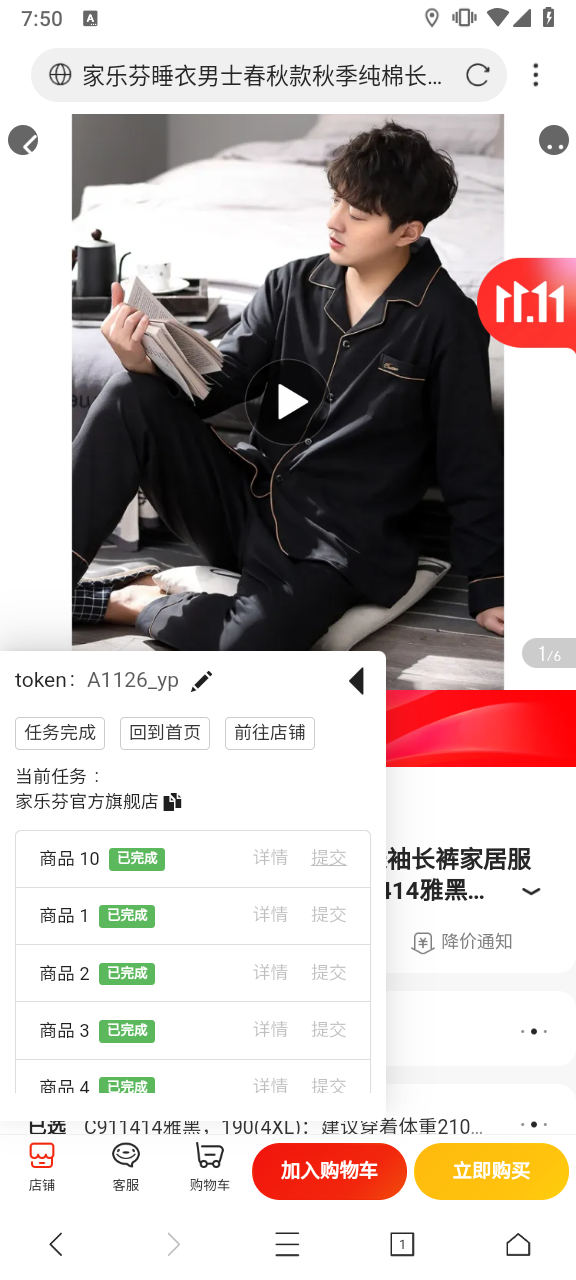 7:50
A
家乐芬睡衣男士春秋款秋季纯棉长...
11.11
1/6
token： A1126_yp
任务完成 回到首页 前往店铺
当前任务：
家乐芬官方旗舰店
袖长裤家居服
商品 10 已完成 详情 提交
414雅黑...
商品 1 已完成 详情 提交
降价通知
商品 2 已完成 详情 提交
商品 3 已完成 详情 提交
商品 4 已完成 详情 提交
已选 C911414雅黑，190(4XL)：建议穿着体重210...
店铺 客服 购物车 加入购物车 立即购买
1